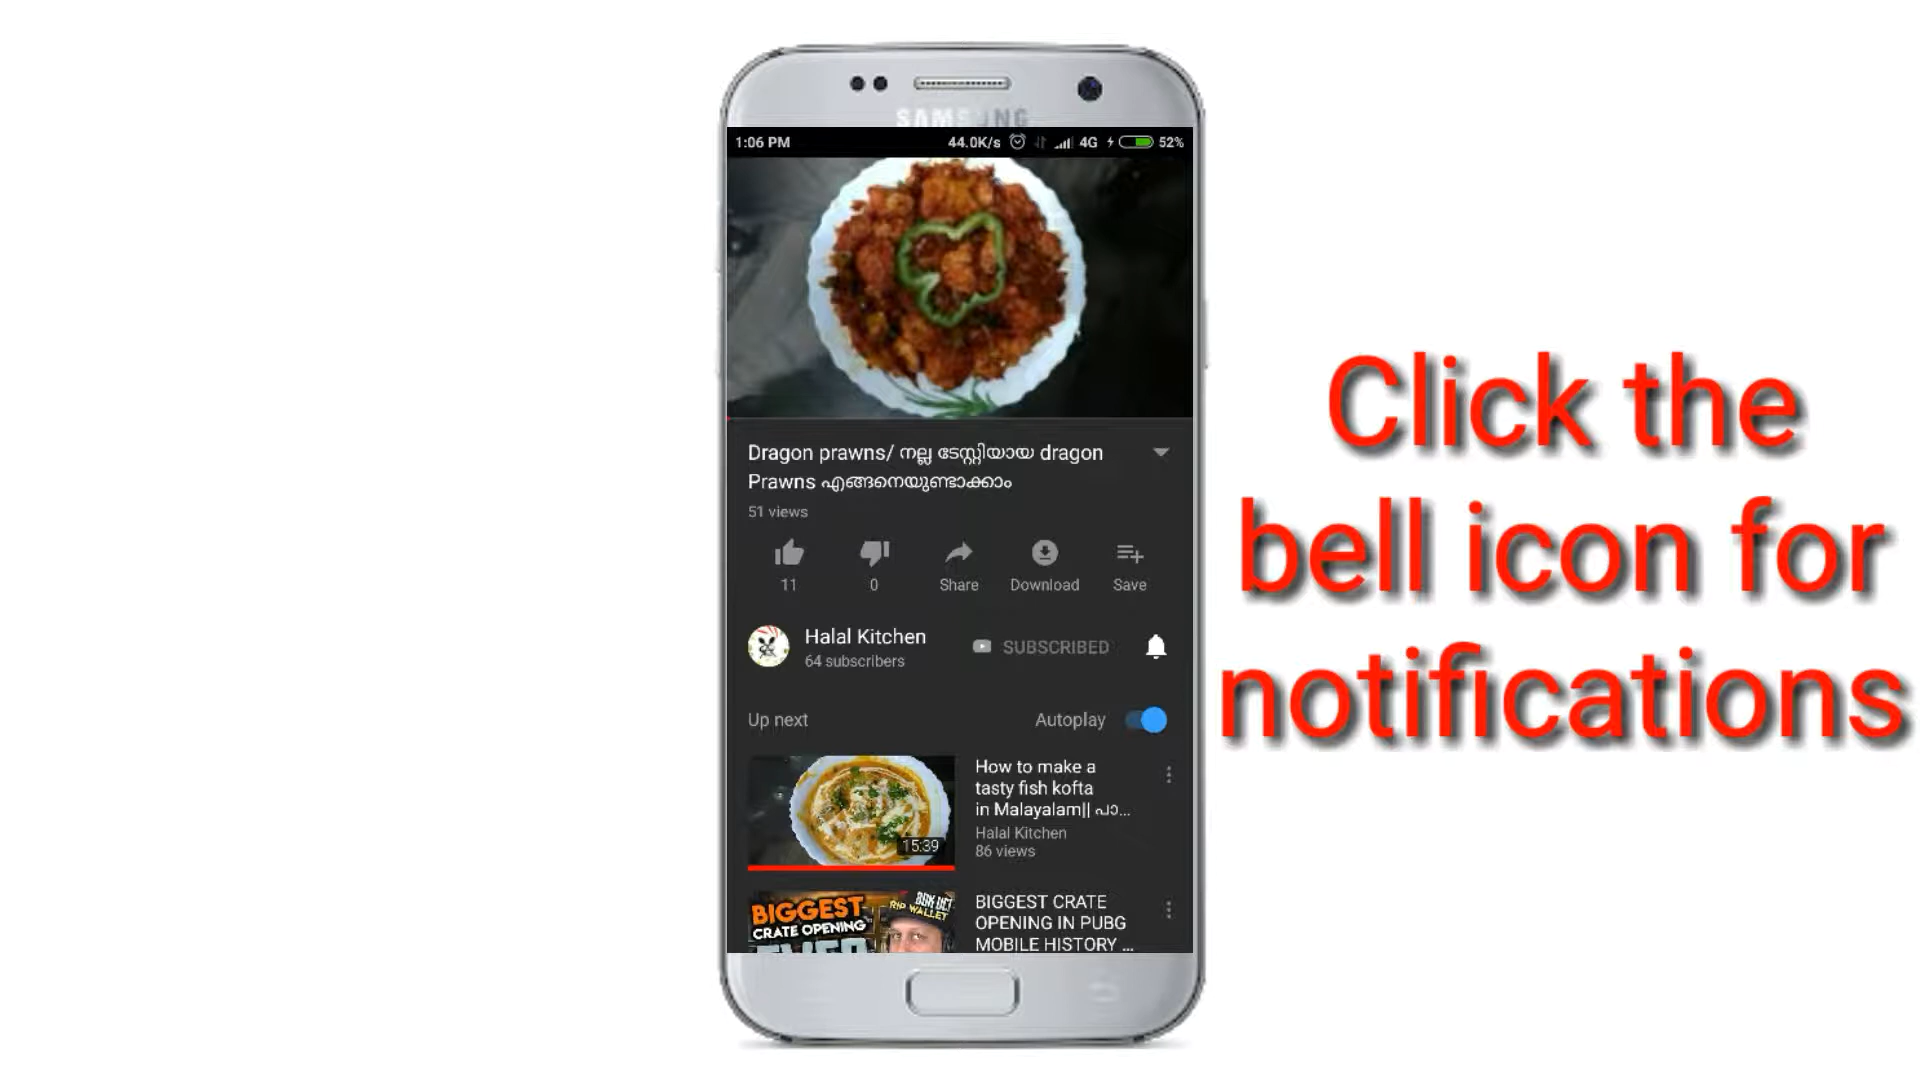 SAMSUNG
1:06 PM 44.0K/s 4G 52%
Dragon prawns/ നല്ല ടേസ്റ്റിയായ dragon
Prawns എങ്ങനെയുണ്ടാക്കാം
51 views
11 0 Share Download Save
Halal Kitchen
64 subscribers
SUBSCRIBED
Up next Autoplay
How to make a
tasty fish kofta
in Malayalam|| പാ...
Halal Kitchen
86 views
15:39
BIGGEST
CRATE OPENING
RIP WALLET
BIGGEST CRATE
OPENING IN PUBG
MOBILE HISTORY ...
Click the
bell icon for
notifications